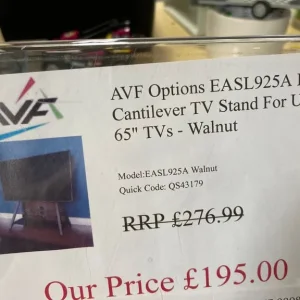 AVF
AVF Options EASL925A
Cantilever TV Stand For
65" TVs - Walnut
Model:EASL925A Walnut
Quick Code: QS43179
RRP £276.99
Our Price £195.00